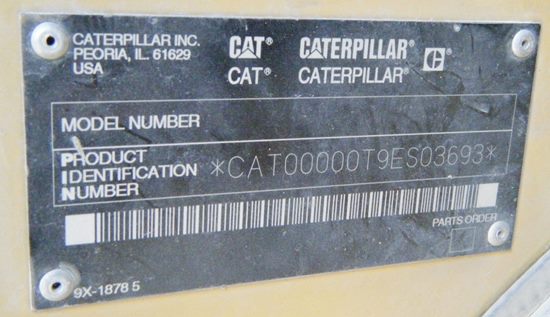 CATERPILLAR INC. CAT® CATERPILLAR® C
PEORIA, IL. 61629
USA CAT® CATERPILLAR®
MODEL NUMBER
PRODUCT
IDENTIFICATION *CAT00000T9ES03693*
NUMBER
PARTS ORDER
9X-1878 5